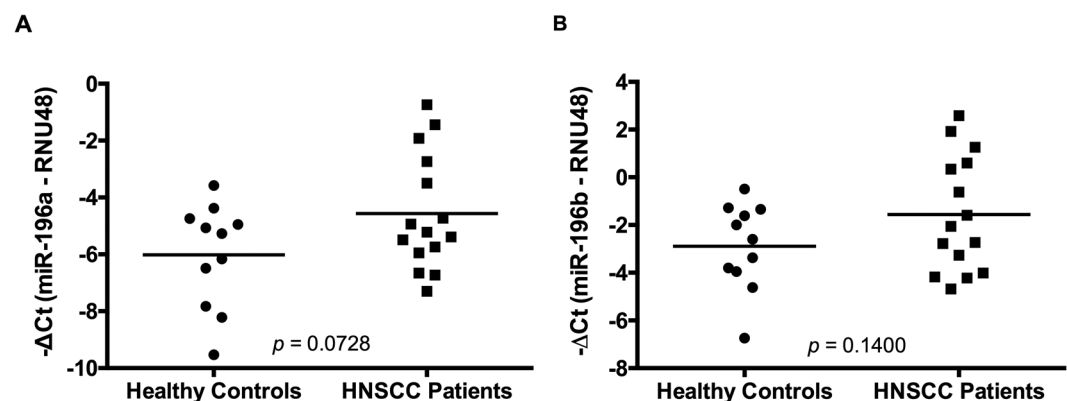 A
-ΔCt (miR-196a - RNU48)
0
-2
-4
-6
-8
-10
p = 0.0728
Healthy Controls
HNSCC Patients
B
-ΔCt (miR-196b - RNU48)
4
2
0
-2
-4
-6
-8
p = 0.1400
Healthy Controls
HNSCC Patients